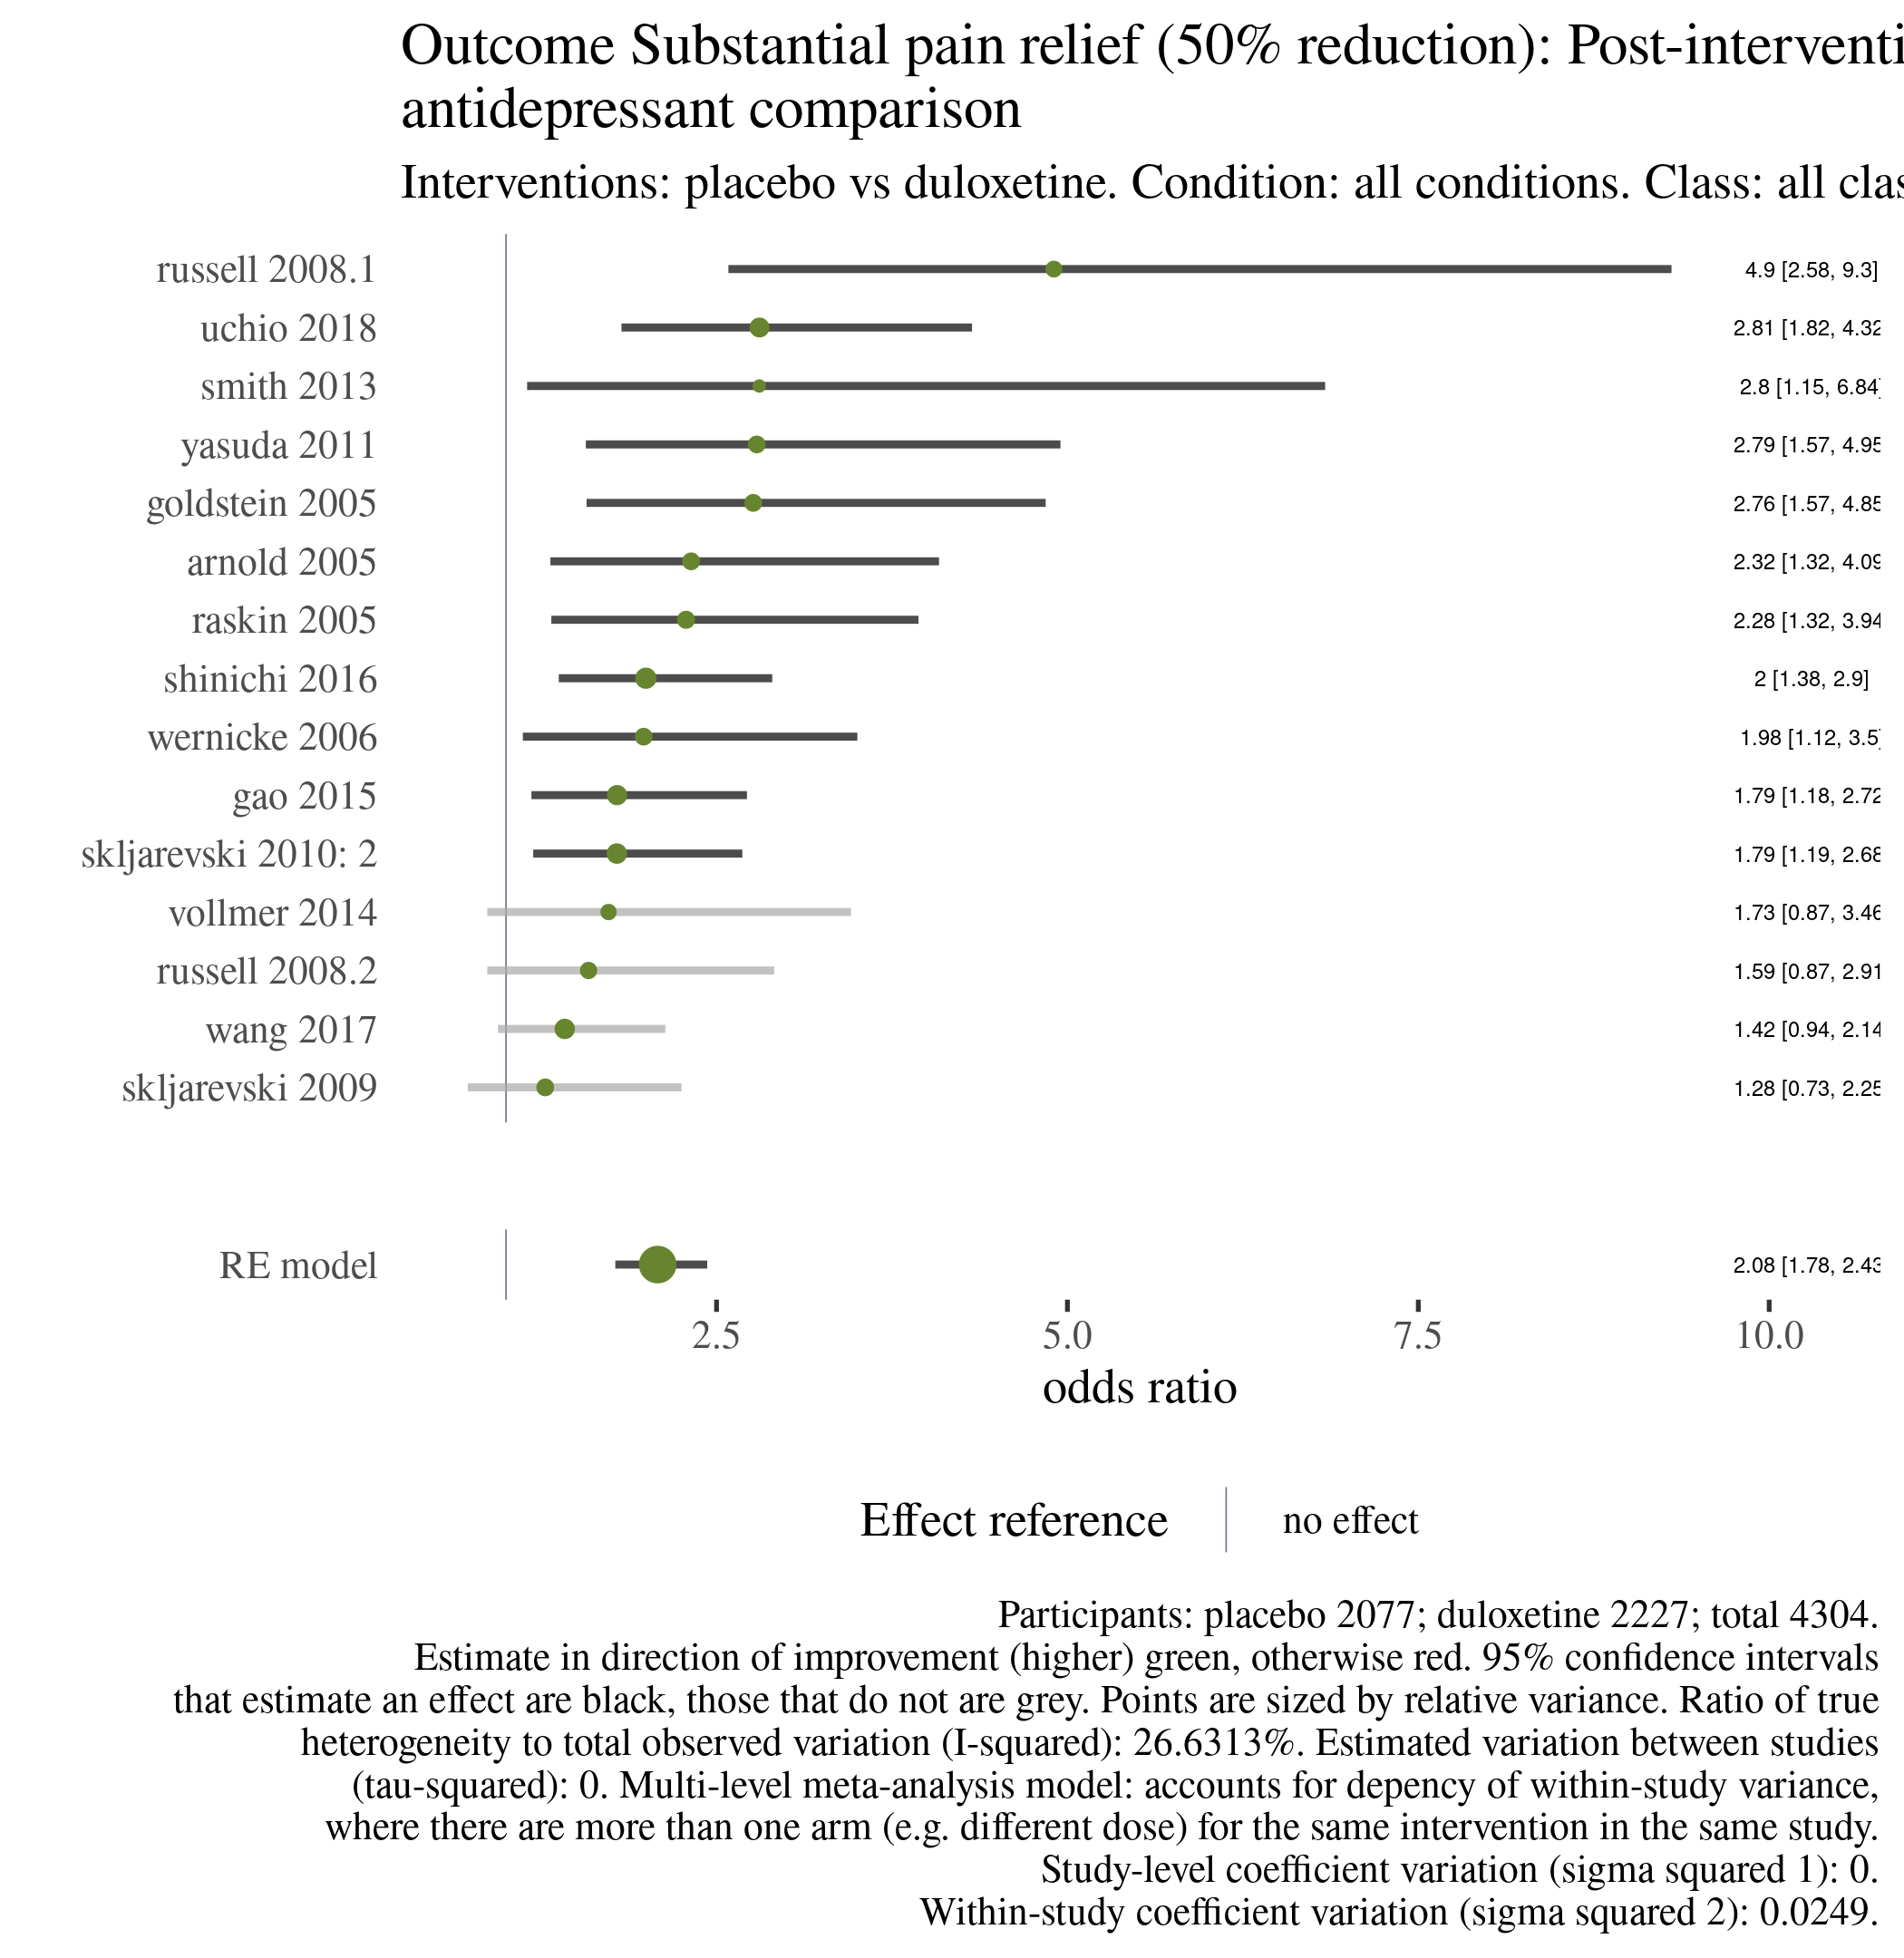 Outcome Substantial pain relief (50% reduction): Post-interventi
antidepressant comparison
Interventions: placebo vs duloxetine. Condition: all conditions. Class: all clas
russell 2008.1 4.9 [2.58, 9.3]
uchio 2018 2.81 [1.82, 4.32
smith 2013 2.8 [1.15, 6.84]
yasuda 2011 2.79 [1.57, 4.95
goldstein 2005 2.76 [1.57, 4.85
arnold 2005 2.32 [1.32, 4.09
raskin 2005 2.28 [1.32, 3.94
shinichi 2016 2 [1.38, 2.9]
wernicke 2006 1.98 [1.12, 3.5]
gao 2015 1.79 [1.18, 2.72
skljarevski 2010: 2 1.79 [1.19, 2.68
vollmer 2014 1.73 [0.87, 3.46
russell 2008.2 1.59 [0.87, 2.91
wang 2017 1.42 [0.94, 2.14
skljarevski 2009 1.28 [0.73, 2.25
RE model 2.08 [1.78, 2.43
2.5 5.0 7.5 10.0
odds ratio
Effect reference no effect
Participants: placebo 2077; duloxetine 2227; total 4304.
Estimate in direction of improvement (higher) green, otherwise red. 95% confidence intervals
that estimate an effect are black, those that do not are grey. Points are sized by relative variance. Ratio of true
heterogeneity to total observed variation (I-squared): 26.6313%. Estimated variation between studies
(tau-squared): 0. Multi-level meta-analysis model: accounts for depency of within-study variance,
where there are more than one arm (e.g. different dose) for the same intervention in the same study.
Study-level coefficient variation (sigma squared 1): 0.
Within-study coefficient variation (sigma squared 2): 0.0249.